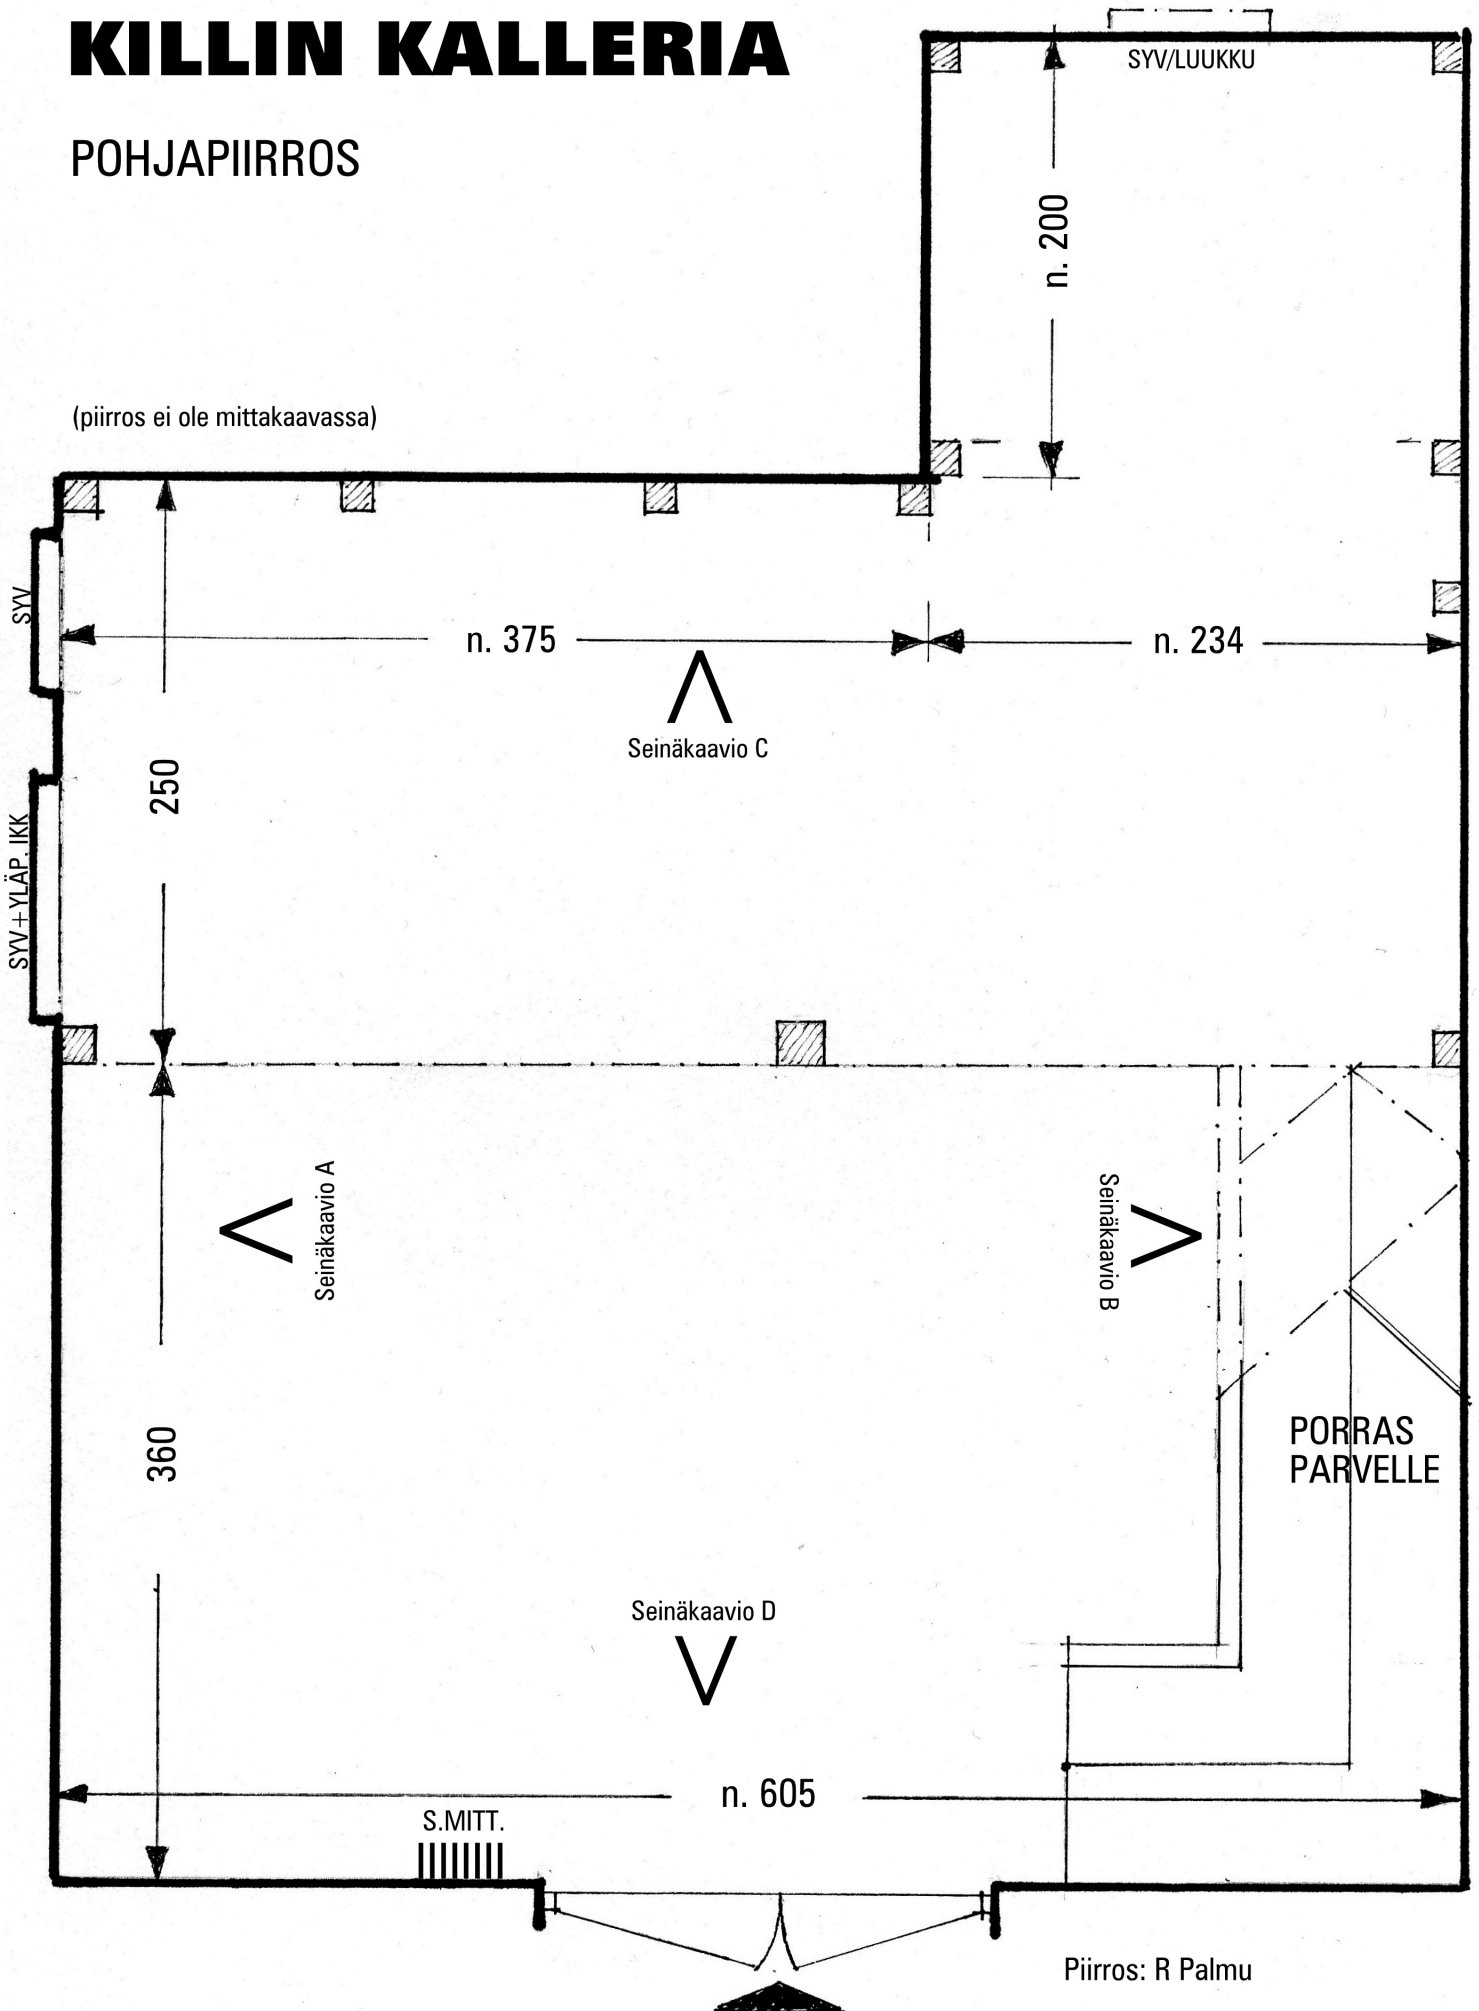 KILLIN KALLERIA
POHJAPIIRROS
SYV/LUUKKU
n. 200
(piirros ei ole mittakaavassa)
SYV
n. 375
n. 234
Seinäkaavio C
250
SYV+YLÄP. IKK
Seinäkaavio A
Seinäkaavio B
360
PORRAS
PARVELLE
Seinäkaavio D
n. 605
S.MITT.
Piirros: R Palmu